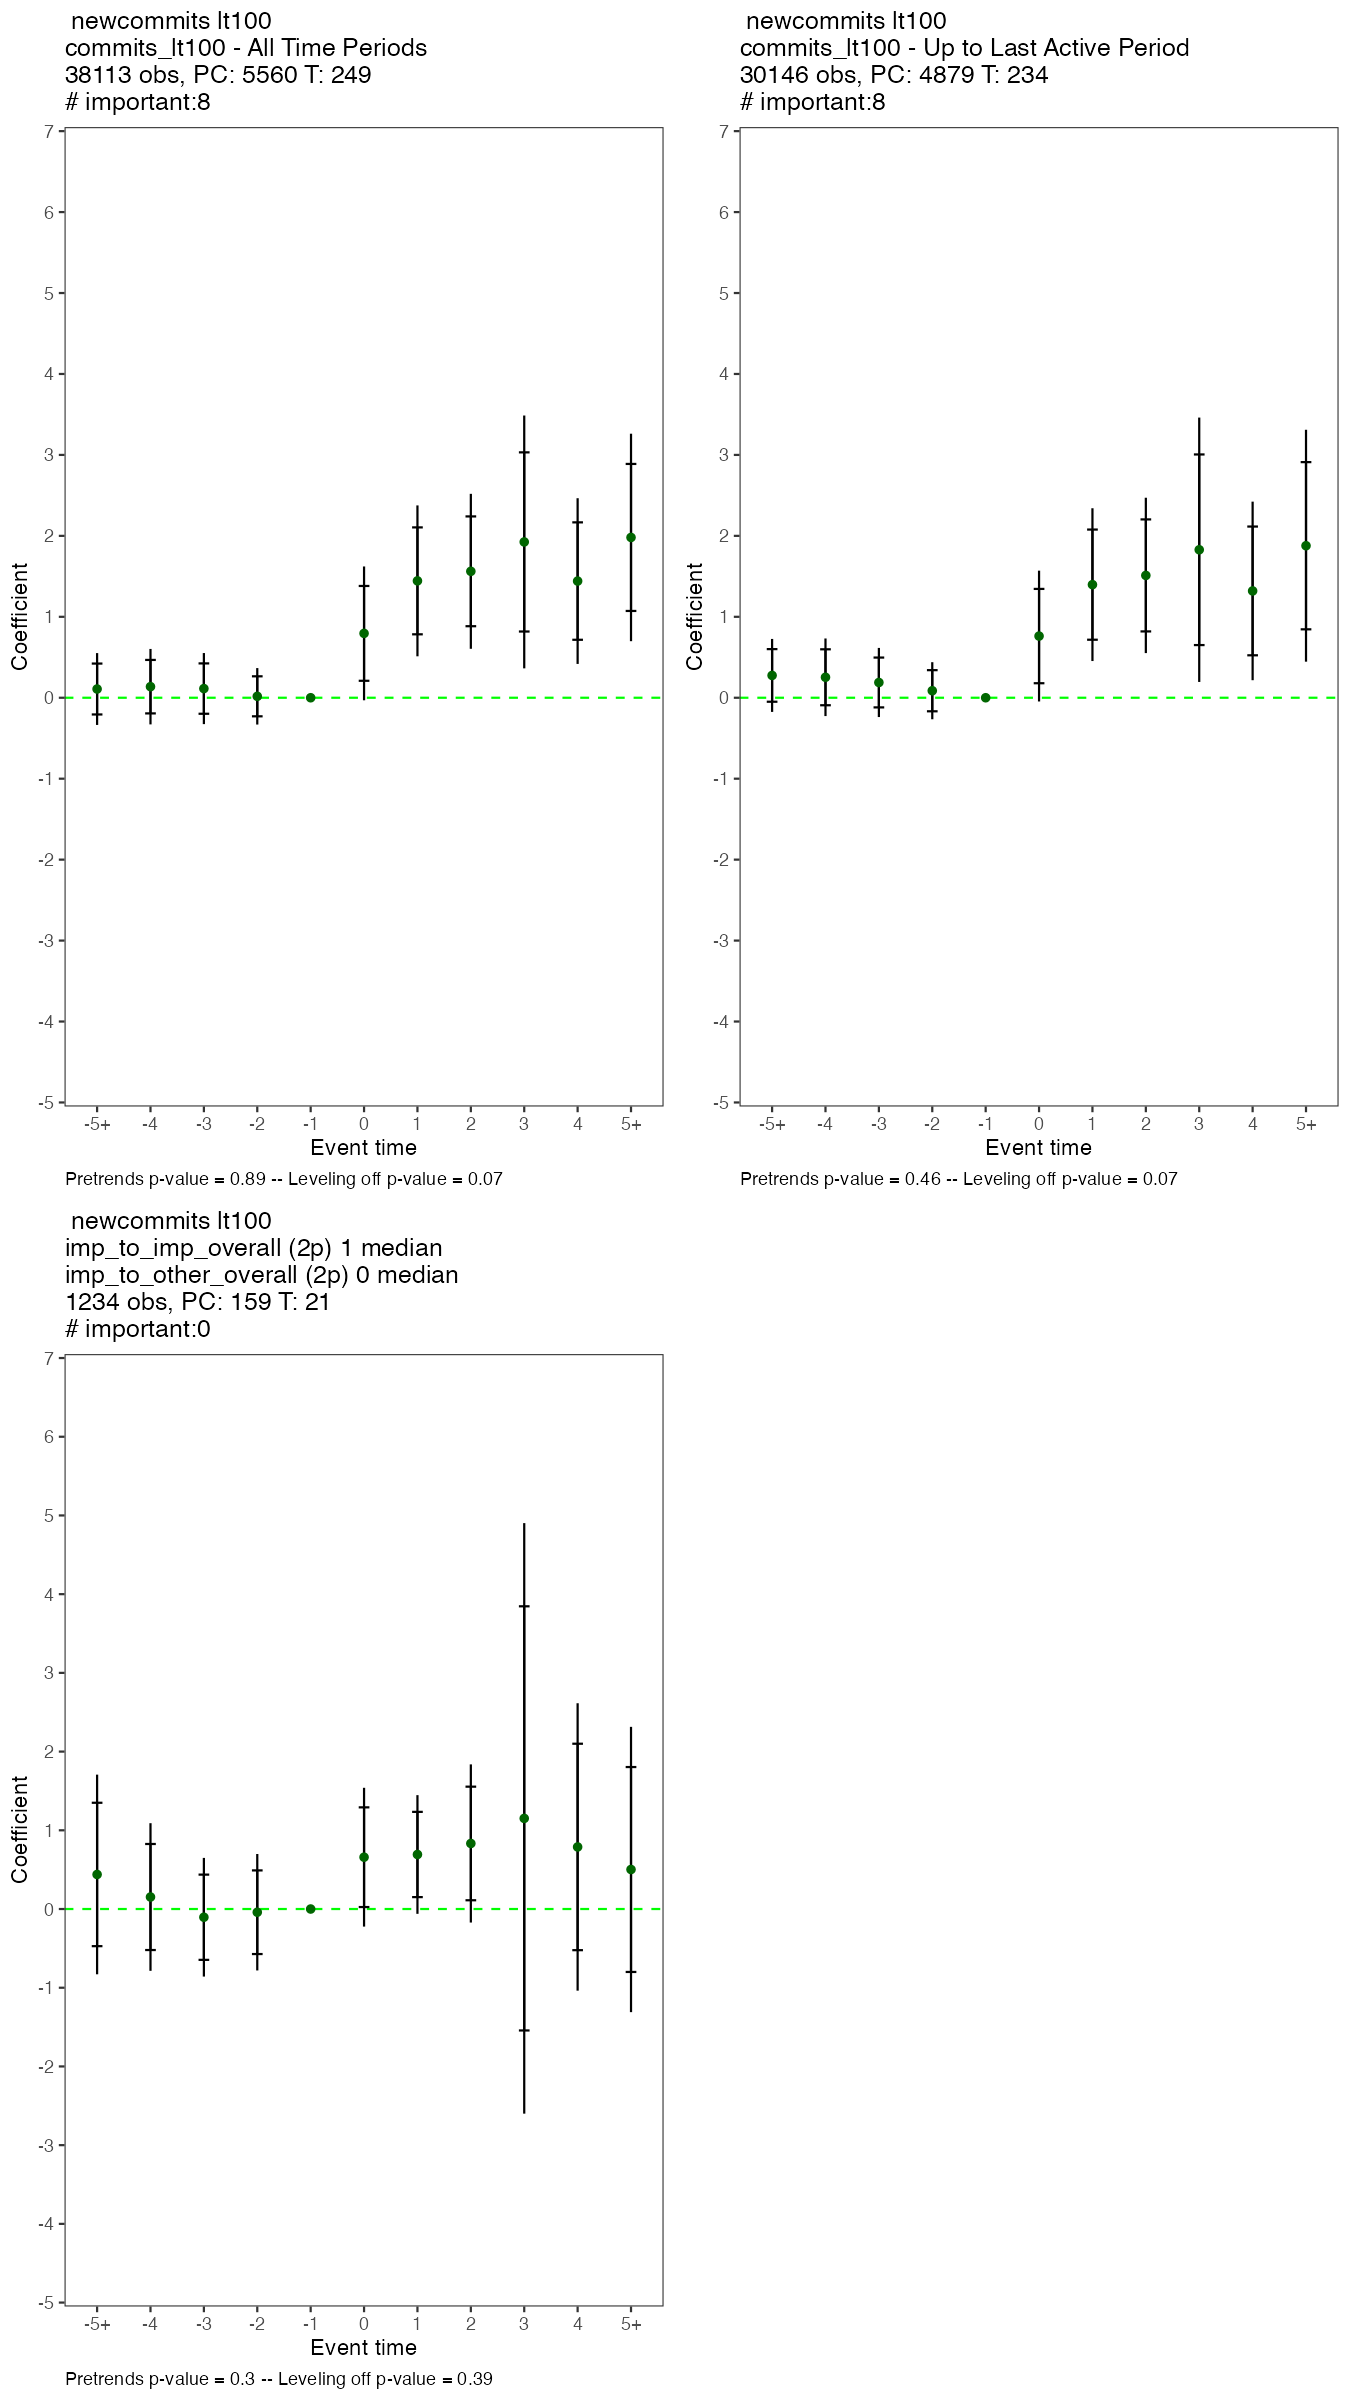 newcommits lt100
commits_lt100 - All Time Periods
38113 obs, PC: 5560 T: 249
# important:8
7
6
5
4
3
2
1
0
-1
-2
-3
-4
-5
Coefficient
-5+ -4 -3 -2 -1 0 1 2 3 4 5+
Event time
Pretrends p-value = 0.89 -- Leveling off p-value = 0.07
newcommits lt100
commits_lt100 - Up to Last Active Period
30146 obs, PC: 4879 T: 234
# important:8
7
6
5
4
3
2
1
0
-1
-2
-3
-4
-5
Coefficient
-5+ -4 -3 -2 -1 0 1 2 3 4 5+
Event time
Pretrends p-value = 0.46 -- Leveling off p-value = 0.07
newcommits lt100
imp_to_imp_overall (2p) 1 median
imp_to_other_overall (2p) 0 median
1234 obs, PC: 159 T: 21
# important:0
7
6
5
4
3
2
1
0
-1
-2
-3
-4
-5
Coefficient
-5+ -4 -3 -2 -1 0 1 2 3 4 5+
Event time
Pretrends p-value = 0.3 -- Leveling off p-value = 0.39